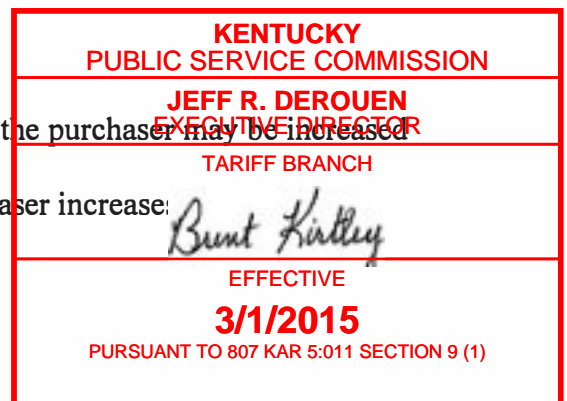 KENTUCKY
PUBLIC SERVICE COMMISSION
JEFF R. DEROUEN
EXECUTIVE DIRECTOR
the purchaser may be increased
TARIFF BRANCH
aser increase
Brent Kirtley
EFFECTIVE
3/1/2015
PURSUANT TO 807 KAR 5:011 SECTION 9 (1)